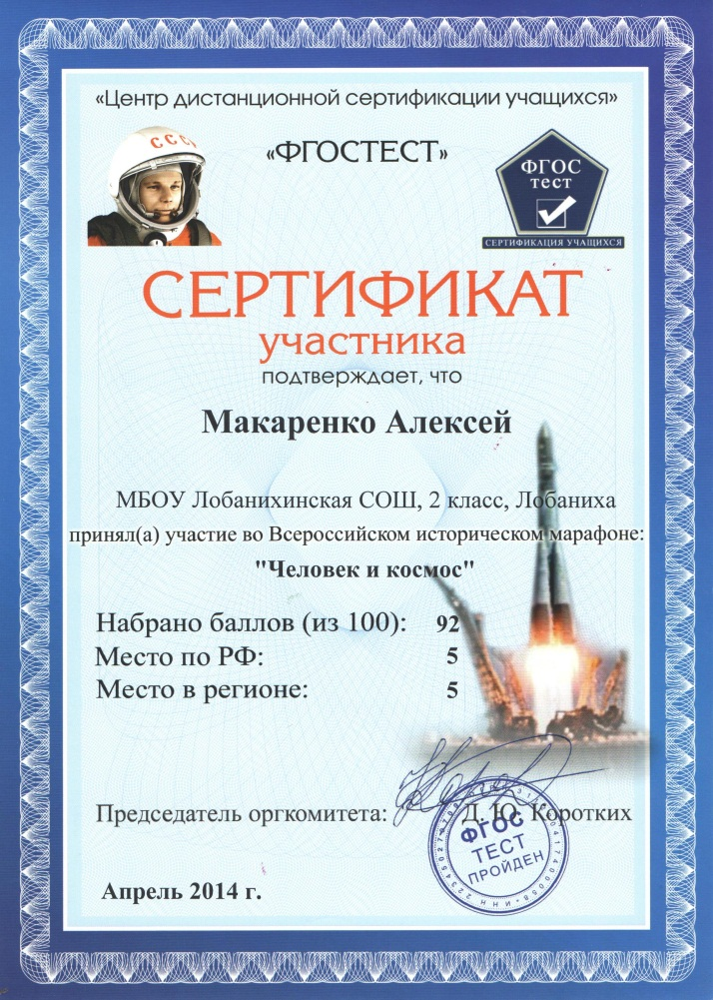 «Центр дистанционной сертификации учащихся»
«ФГОСТЕСТ»
СССР
ФГОС
тест
СЕРТИФИКАЦИЯ УЧАЩИХСЯ
СЕРТИФИКАТ
участника
подтверждает, что
Макаренко Алексей
МБОУ Лобанихинская СОШ, 2 класс, Лобаниха
принял(а) участие во Всероссийском историческом марафоне:
"Человек и космос"
Набрано баллов (из 100): 92
Место по РФ: 5
Место в регионе: 5
Председатель оргкомитета: Д. Ю. Коротких
ФГОС
ТЕСТ
ПРОЙДЕН
Апрель 2014 г.